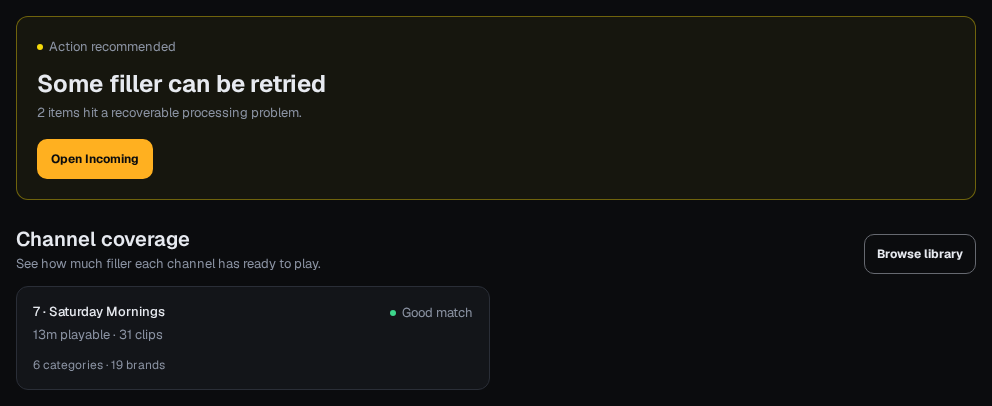 Action recommended
Some filler can be retried
2 items hit a recoverable processing problem.
Open Incoming
Channel coverage
See how much filler each channel has ready to play.
Browse library
7 · Saturday Mornings
Good match
13m playable · 31 clips
6 categories · 19 brands